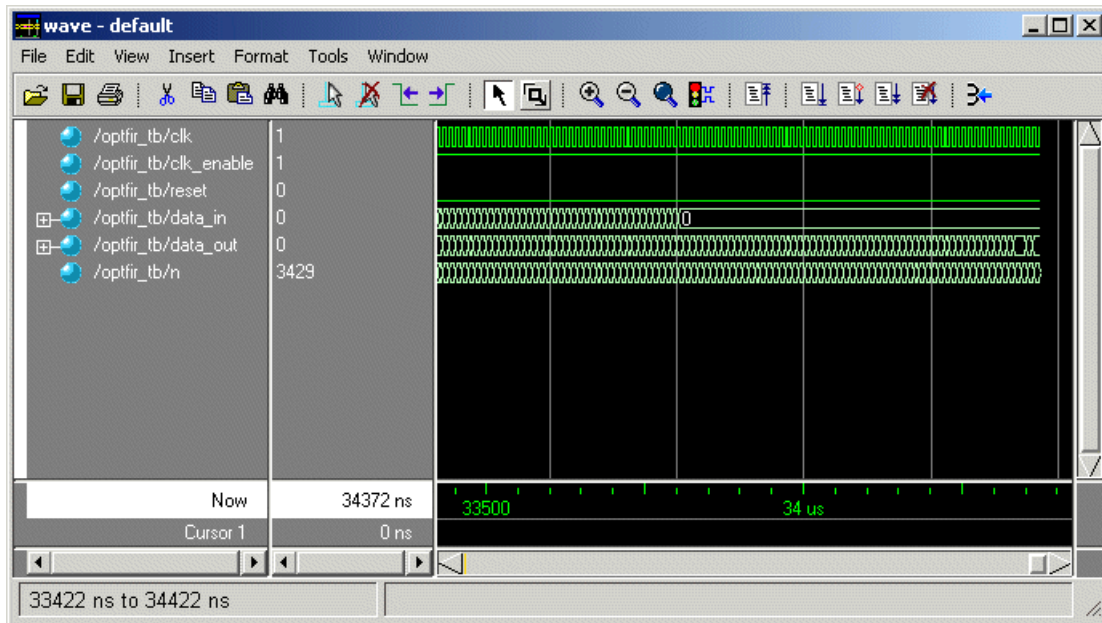 wave - default
File Edit View Insert Format Tools Window
/optfir_tb/clk 1
/optfir_tb/clk_enable 1
/optfir_tb/reset 0
/optfir_tb/data_in 0 0
/optfir_tb/data_out 0
/optfir_tb/n 3429
Now 34372 ns 33500 34 us
Cursor 1 0 ns
33422 ns to 34422 ns